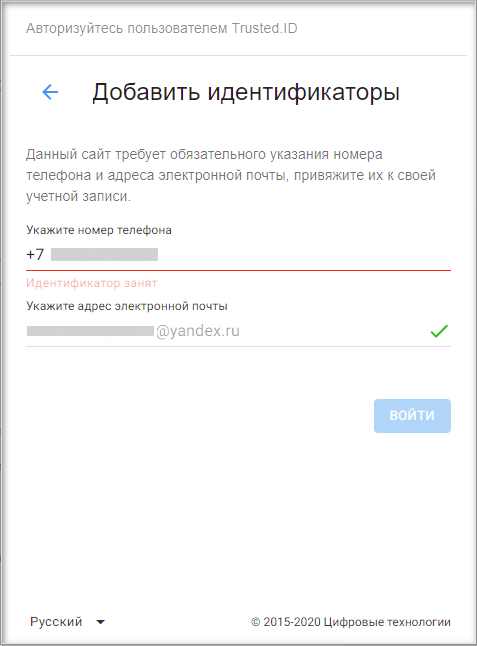 Авторизуйтесь пользователем Trusted.ID
Добавить идентификаторы
Данный сайт требует обязательного указания номера
телефона и адреса электронной почты, привяжите их к своей
учетной записи.
Укажите номер телефона
+7
Идентификатор занят
Укажите адрес электронной почты
@yandex.ru
ВОЙТИ
Русский
© 2015-2020 Цифровые технологии